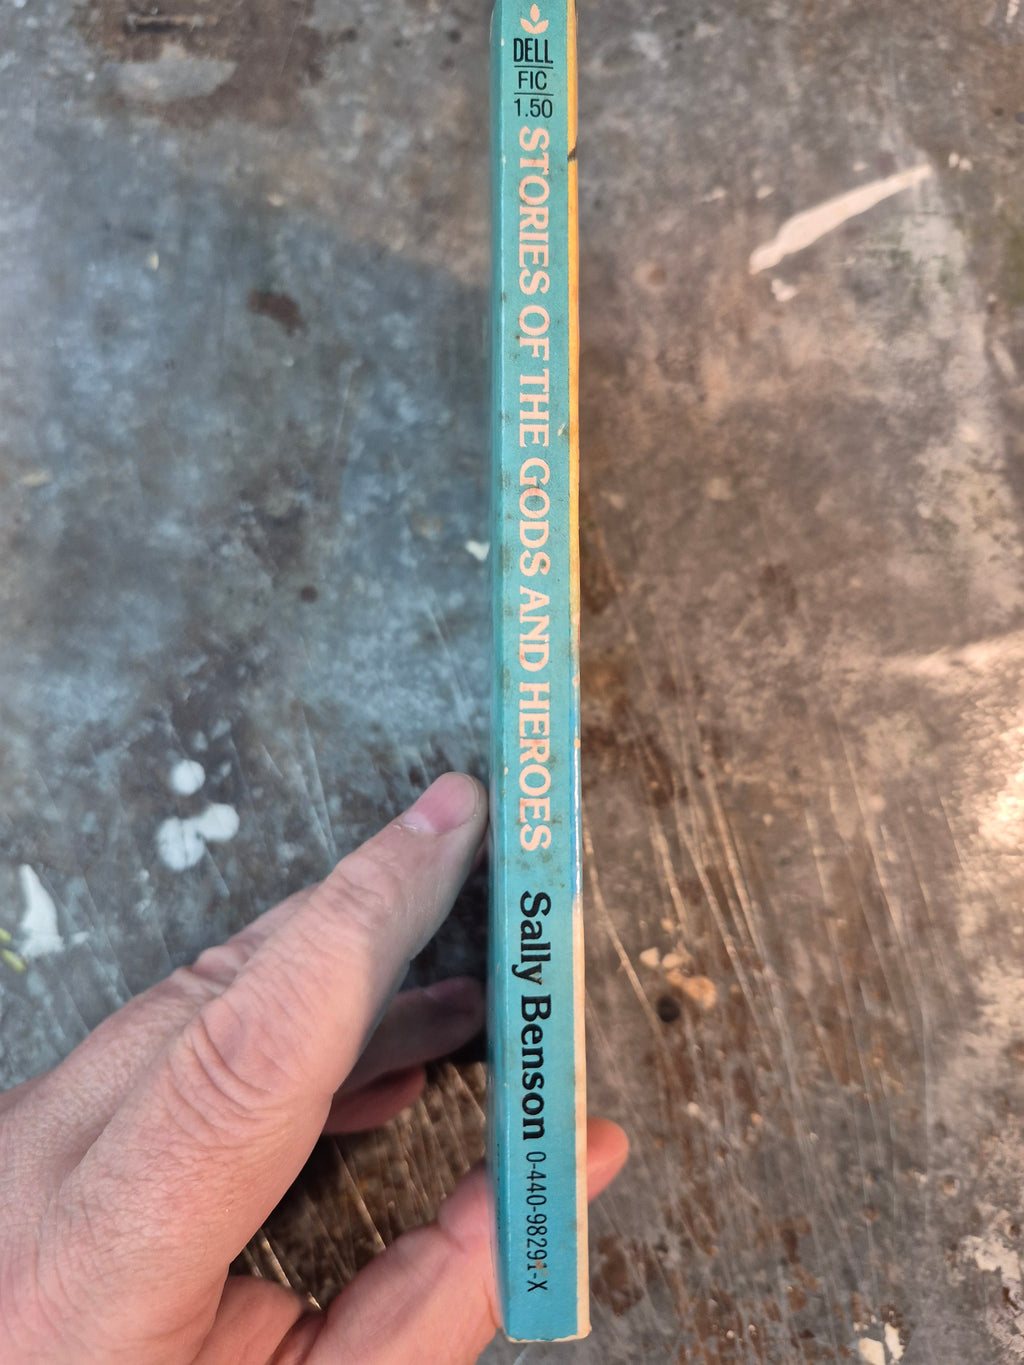 DELL
FIC
1.50
STORIES OF THE GODS AND HEROES
Sally Benson
0-440-98291-X